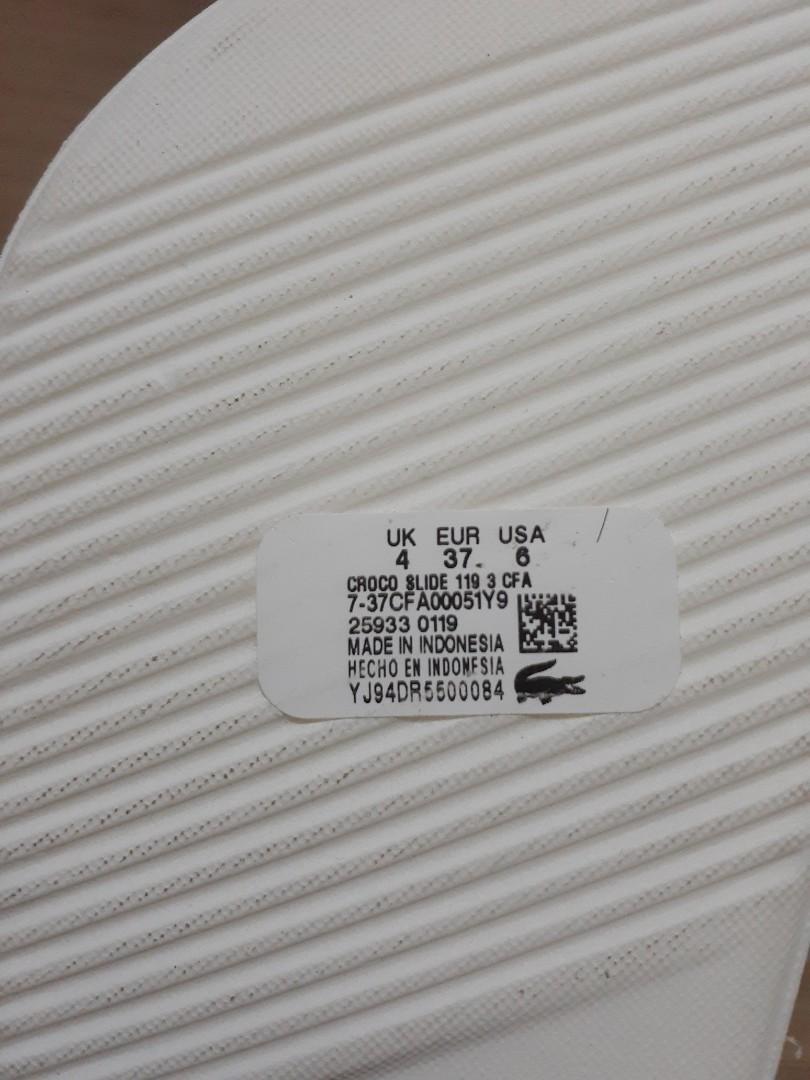 UK EUR USA
4 37. 6
CROCO SLIDE 119 3 CFA
7-37CFA00051Y9
25933 0119
MADE IN INDONESIA
HECHO EN INDONESIA
YJ94DR5500084